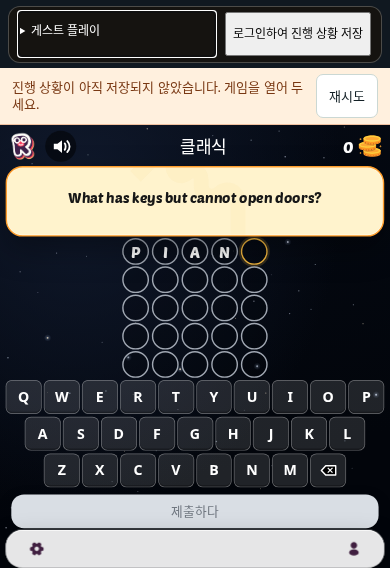 ▸ 게스트 플레이
로그인하여 진행 상황 저장
진행 상황이 아직 저장되지 않았습니다. 게임을 열어 두
세요.
재시도
클래식
0
What has keys but cannot open doors?
P I A N
Q W E R T Y U I O P
A S D F G H J K L
Z X C V B N M
제출하다